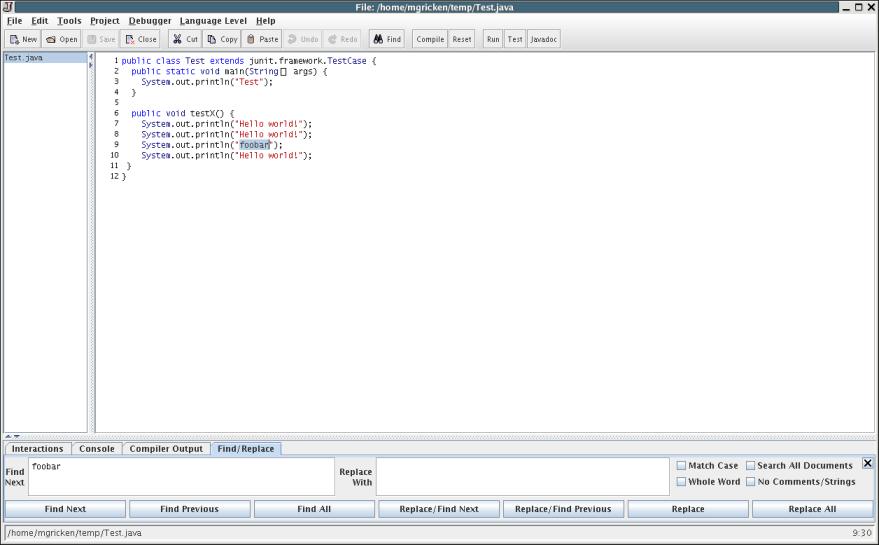 File: /home/mgricken/temp/Test.java
File Edit Tools Project Debugger Language Level Help
New Open Save Close Cut Copy Paste Undo Redo Find Compile Reset Run Test Javadoc
Test.java
1 public class Test extends junit.framework.TestCase {
2 public static void main(String[] args) {
3 System.out.println("Test");
4 }
5
6 public void testX() {
7 System.out.println("Hello world!");
8 System.out.println("Hello world!");
9 System.out.println("foobar");
10 System.out.println("Hello world!");
11 }
12 }
Interactions Console Compiler Output Find/Replace
Find Next
foobar
Replace With
Match Case Search All Documents
Whole Word No Comments/Strings
Find Next Find Previous Find All Replace/Find Next Replace/Find Previous Replace Replace All
/home/mgricken/temp/Test.java 9:30